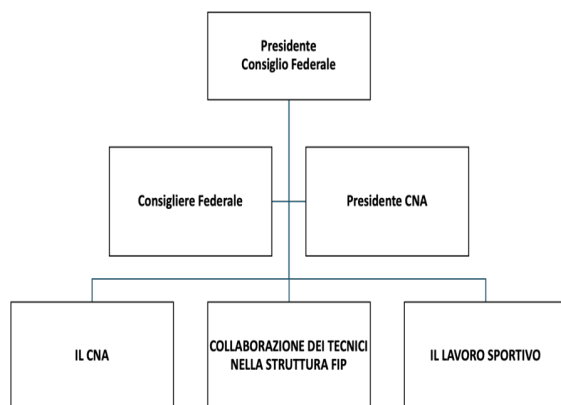 Presidente
Consiglio Federale
Consigliere Federale
Presidente CNA
IL CNA
COLLABORAZIONE DEI TECNICI
NELLA STRUTTURA FIP
IL LAVORO SPORTIVO